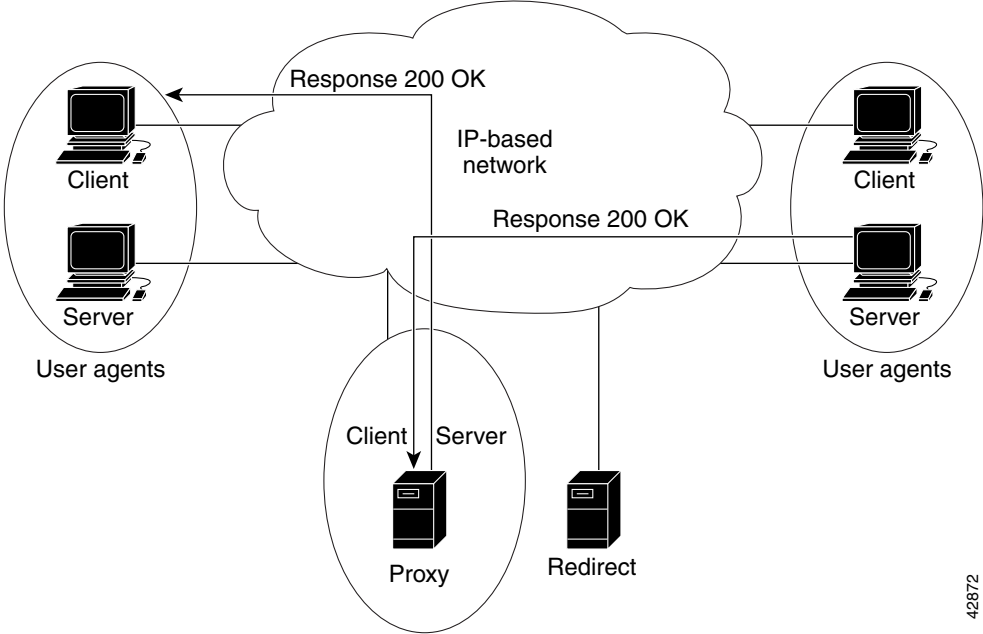 Response 200 OK
IP-based
network
Client
Client
Response 200 OK
Server
Server
User agents
User agents
Client
Server
Proxy
Redirect
42872